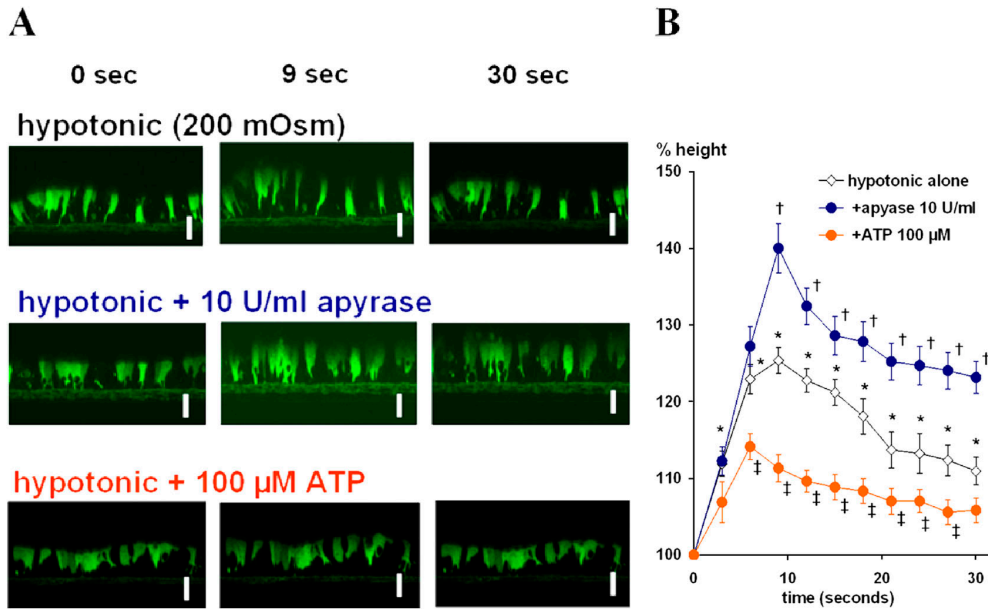 A
0 sec 9 sec 30 sec
hypotonic (200 mOsm)
hypotonic + 10 U/ml apyrase
hypotonic + 100 µM ATP
B
% height
150
140
130
120
110
100
0 10 20 30
time (seconds)
hypotonic alone
+apyase 10 U/ml
+ATP 100 µM
† † † † † † † †
* * * * * * * * * *
‡ ‡ ‡ ‡ ‡ ‡ ‡ ‡